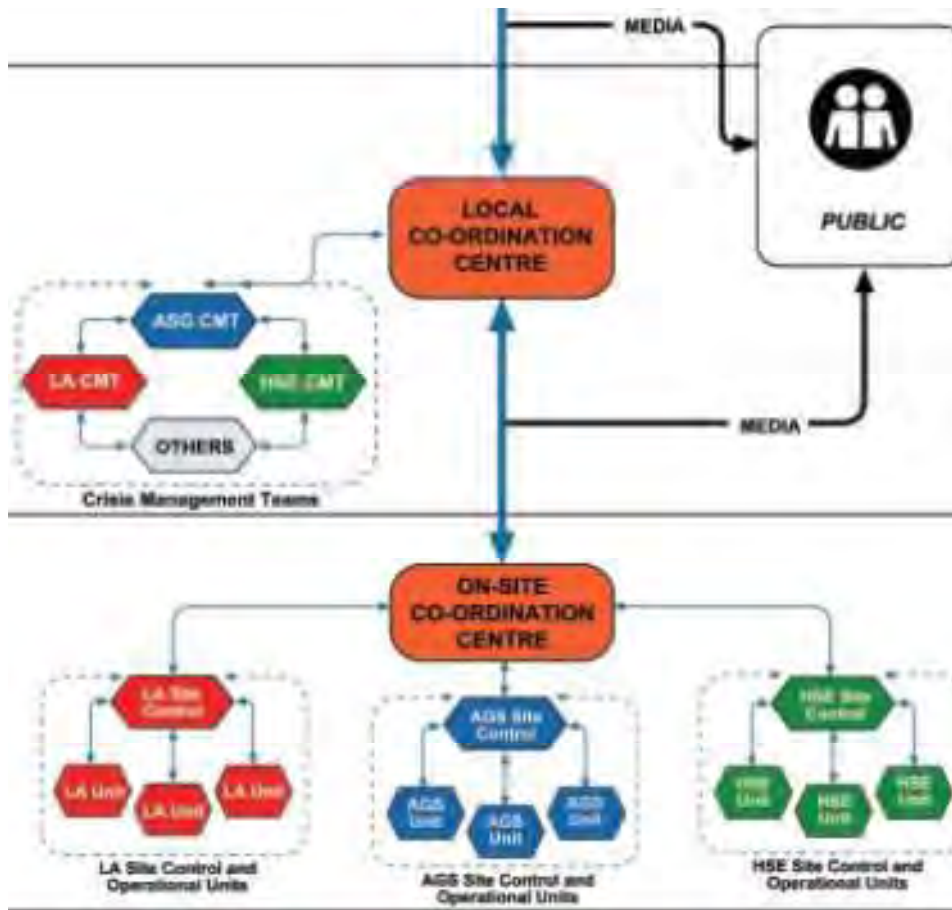 MEDIA
PUBLIC
LOCAL
CO-ORDINATION
CENTRE
ASG CMT
LA CMT
HSE CMT
OTHERS
Crisis Management Teams
MEDIA
ON-SITE
CO-ORDINATION
CENTRE
LA Site
Control
LA Unit
LA Unit
LA Unit
LA Site Control and
Operational Units
AGS Site
Control
AGS
Unit
AGS
Unit
AGS
Unit
AGS Site Control and
Operational Units
HSE Site
Control
HSE
Unit
HSE
Unit
HSE
Unit
HSE Site Control and
Operational Units